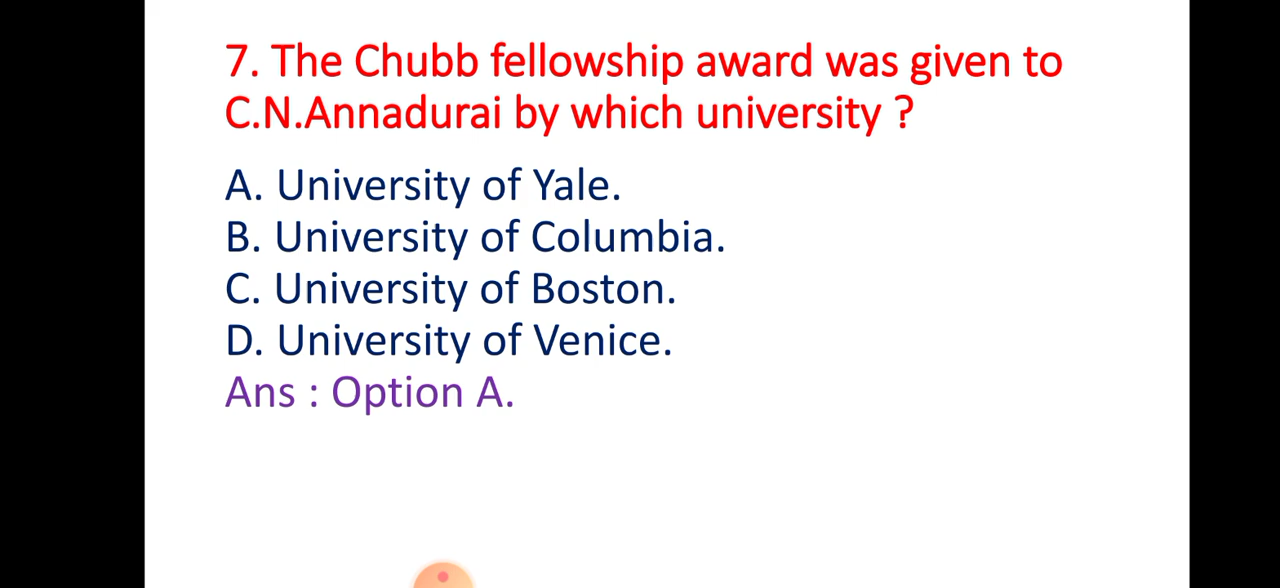 7. The Chubb fellowship award was given to
C.N.Annadurai by which university ?
A. University of Yale.
B. University of Columbia.
C. University of Boston.
D. University of Venice.
Ans : Option A.